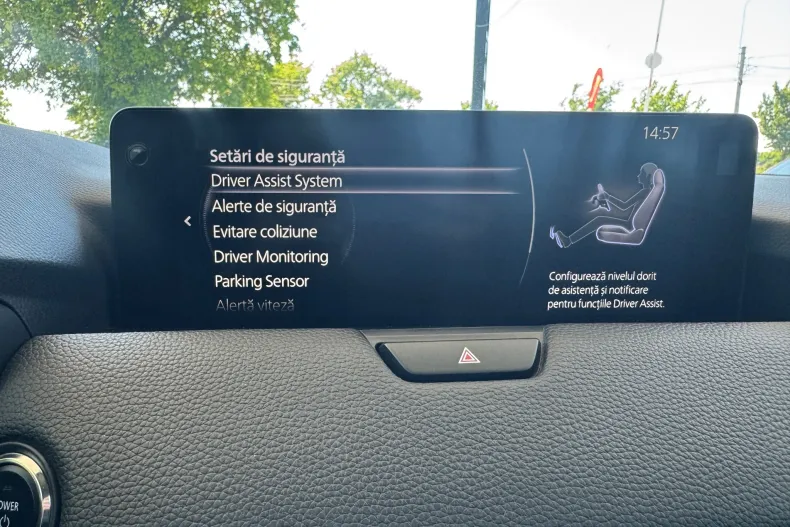 14:57
Setări de siguranță
Driver Assist System
Alerte de siguranță
Evitare coliziune
Driver Monitoring
Parking Sensor
Alertă viteză
Configurează nivelul dorit
de asistență și notificare
pentru funcțiile Driver Assist.
POWER